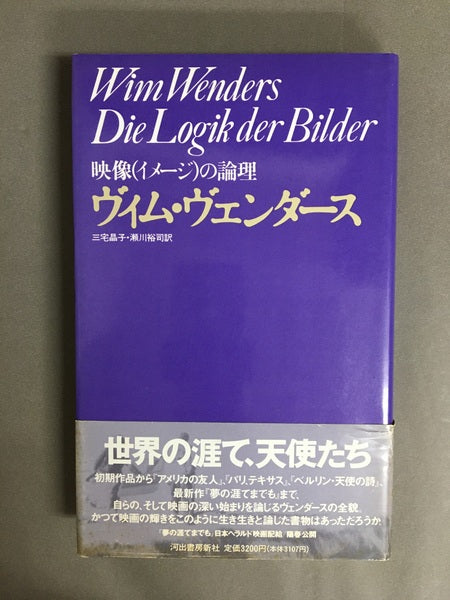 Wim Wenders
Die Logik der Bilder
映像(イメージ)の論理
ヴィム・ヴェンダース
三宅晶子・瀬川裕司訳
世界の涯て、天使たち
初期作品から『アメリカの友人』、『パリ、テキサス』、『ベルリン・天使の詩』、
最新作『夢の涯てまでも』まで、
自らの、そして映画の深い始まりを論じるヴェンダースの全貌。
かつて映画の輝きをこのように生き生きと論じた書物はあっただろうか。
『夢の涯てまでも』日本ヘラルド映画配給／陽春公開
河出書房新社 定価3200円(本体3107円)